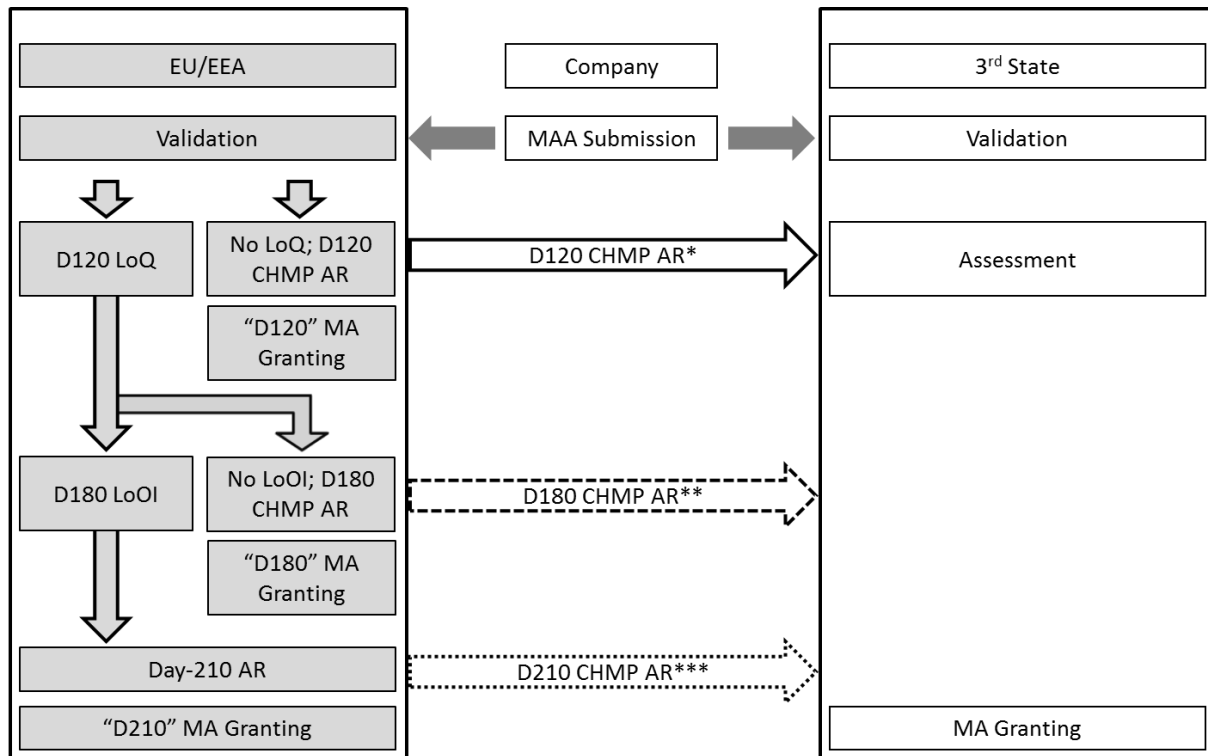 EU/EEA
Company
3rd State
Validation
MAA Submission
Validation
D120 LoQ
No LoQ; D120
CHMP AR
D120 CHMP AR*
Assessment
“D120” MA
Granting
D180 LoOI
No LoOI; D180
CHMP AR
D180 CHMP AR**
“D180” MA
Granting
Day-210 AR
D210 CHMP AR***
“D210” MA Granting
MA Granting